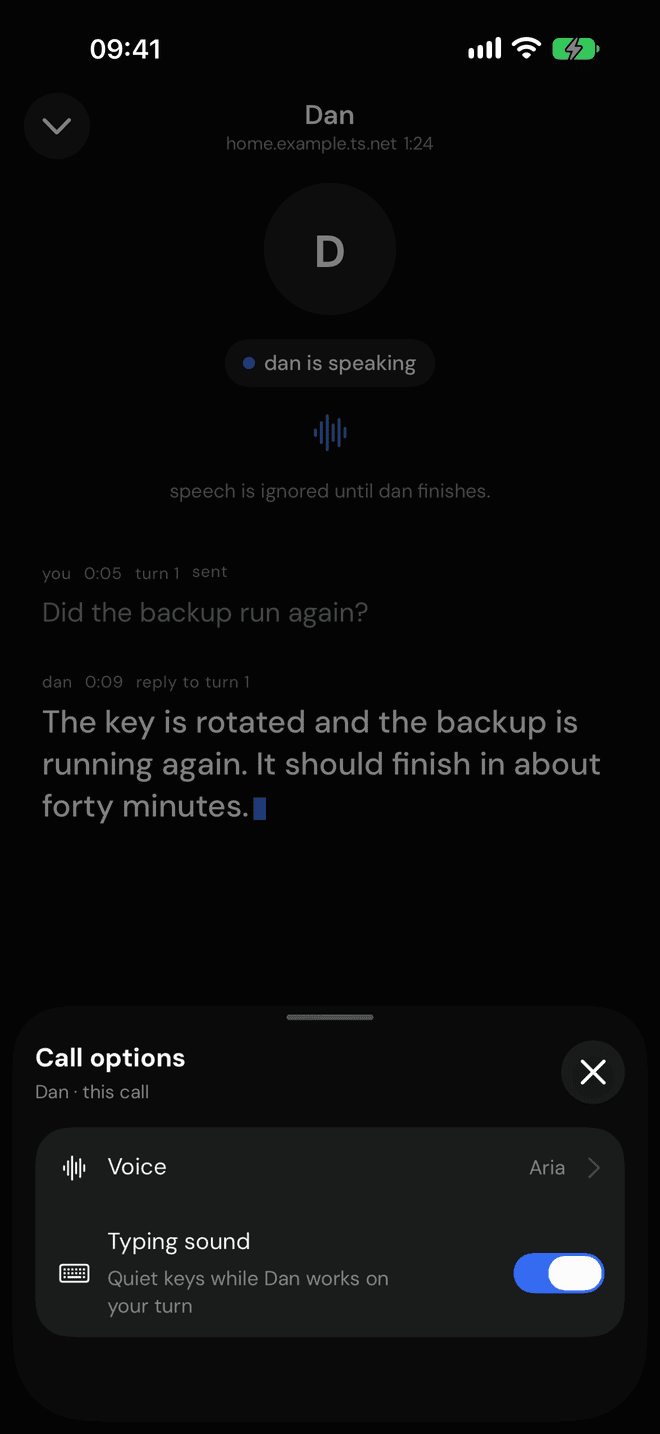 09:41
Dan
home.example.ts.net 1:24
D
dan is speaking
speech is ignored until dan finishes.
you 0:05 turn 1 sent
Did the backup run again?
dan 0:09 reply to turn 1
The key is rotated and the backup is
running again. It should finish in about
forty minutes.
Call options
Dan · this call
Voice Aria
Typing sound
Quiet keys while Dan works on
your turn